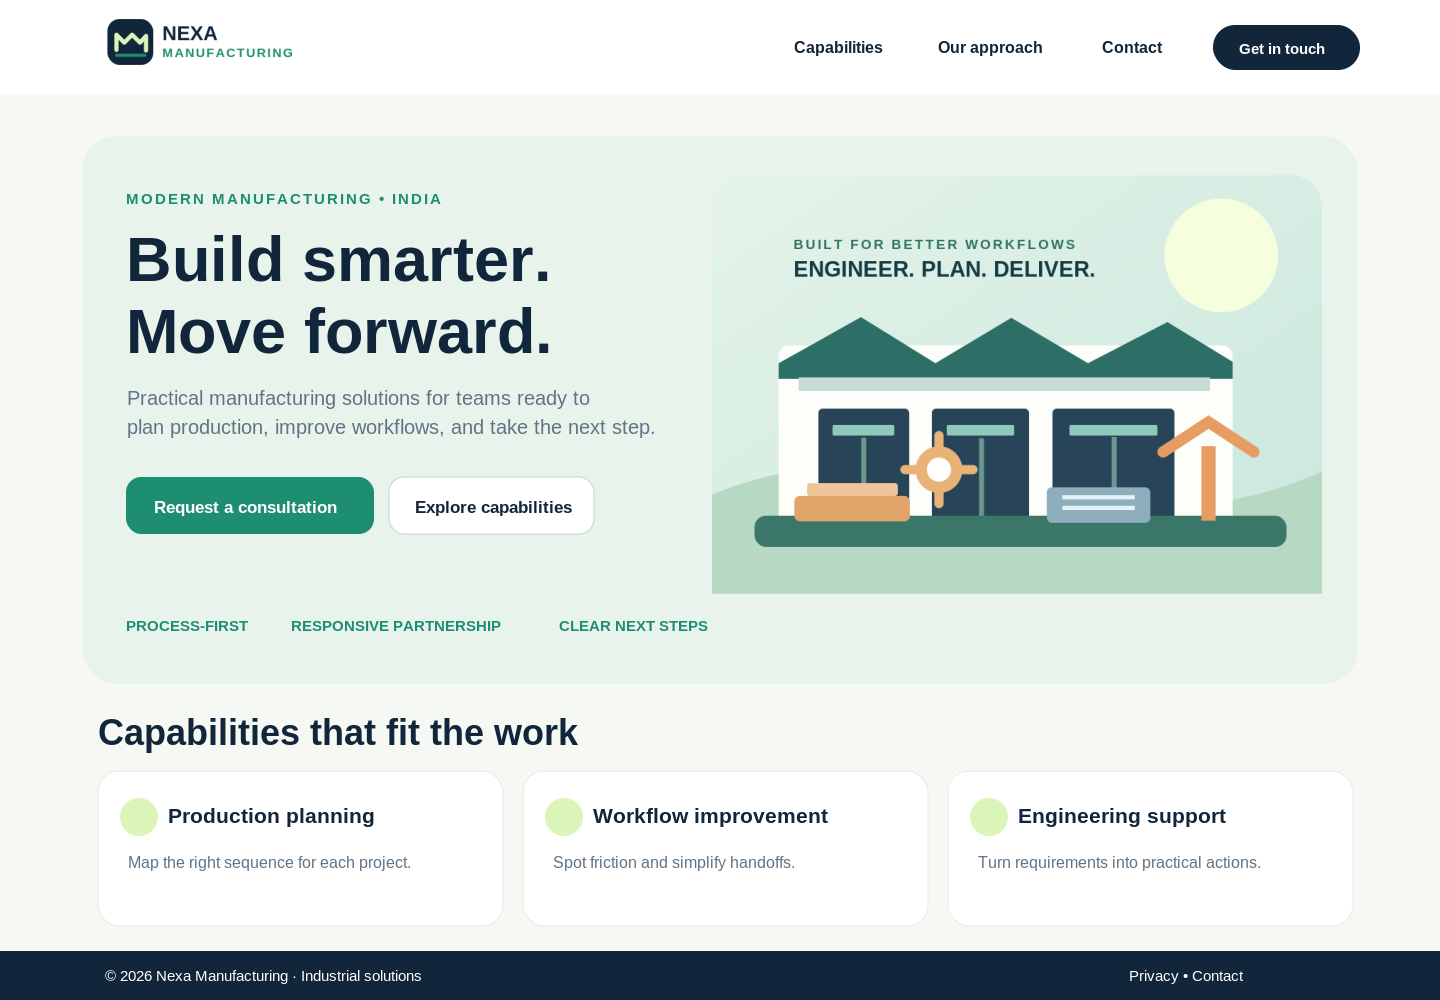 NEXA
MANUFACTURING
Capabilities
Our approach
Contact
Get in touch
MODERN MANUFACTURING • INDIA
Build smarter.
Move forward.
Practical manufacturing solutions for teams ready to
plan production, improve workflows, and take the next step.
Request a consultation
Explore capabilities
PROCESS-FIRST
RESPONSIVE PARTNERSHIP
CLEAR NEXT STEPS
BUILT FOR BETTER WORKFLOWS
ENGINEER. PLAN. DELIVER.
Capabilities that fit the work
Production planning
Map the right sequence for each project.
Workflow improvement
Spot friction and simplify handoffs.
Engineering support
Turn requirements into practical actions.
© 2026 Nexa Manufacturing · Industrial solutions
Privacy • Contact